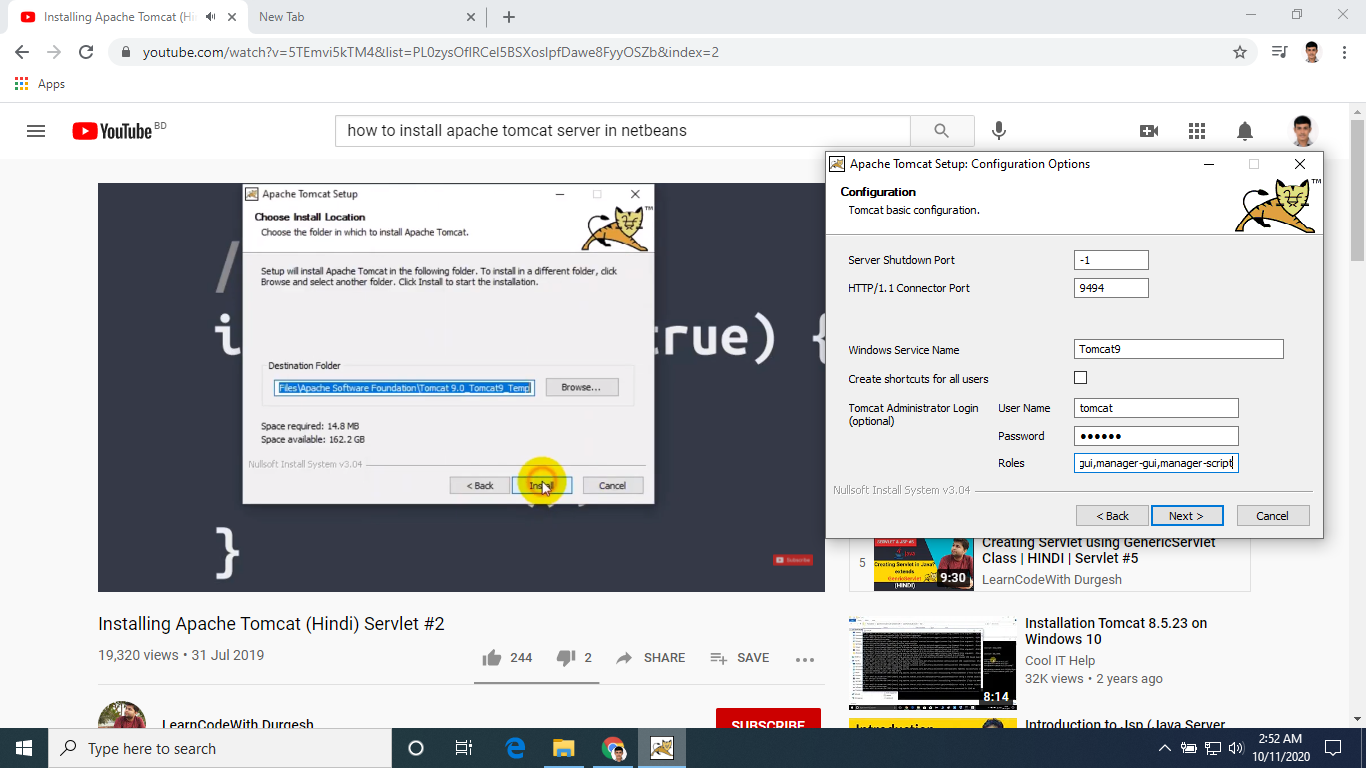 Installing Apache Tomcat (Hi
New Tab
youtube.com/watch?v=5TEmvi5kTM4&list=PL0zysOflRCel5BSXoslpfDawe8FyyOSZb&index=2
Apps
YouTube BD
how to install apache tomcat server in netbeans
Apache Tomcat Setup
Choose Install Location
Choose the folder in which to install Apache Tomcat.
TM
Setup will install Apache Tomcat in the following folder. To install in a different folder, click
Browse and select another folder. Click Install to start the installation.
true) {
Destination Folder
Files\Apache Software Foundation\Tomcat 9.0_Tomcat9_Temp
Browse...
Space required: 14.8 MB
Space available: 162.2 GB
Nullsoft Install System v3.04
< Back
Install
Cancel
}
Subscribe
Apache Tomcat Setup: Configuration Options
Configuration
Tomcat basic configuration.
TM
Server Shutdown Port
-1
HTTP/1.1 Connector Port
9494
Windows Service Name
Tomcat9
Create shortcuts for all users
Tomcat Administrator Login
(optional)
User Name
tomcat
Password
Roles
gui,manager-gui,manager-script
Nullsoft Install System v3.04
< Back
Next >
Cancel
5
9:30
Creating Servlet using GenericServlet
Class | HINDI | Servlet #5
LearnCodeWith Durgesh
Installing Apache Tomcat (Hindi) Servlet #2
19,320 views • 31 Jul 2019
244
2
SHARE
SAVE
8:14
Installation Tomcat 8.5.23 on
Windows 10
Cool IT Help
32K views • 2 years ago
LearnCodeWith Durgesh
SUBSCRIBE
Introduction
Introduction to Jsp (Java Server
Type here to search
2:52 AM
10/11/2020